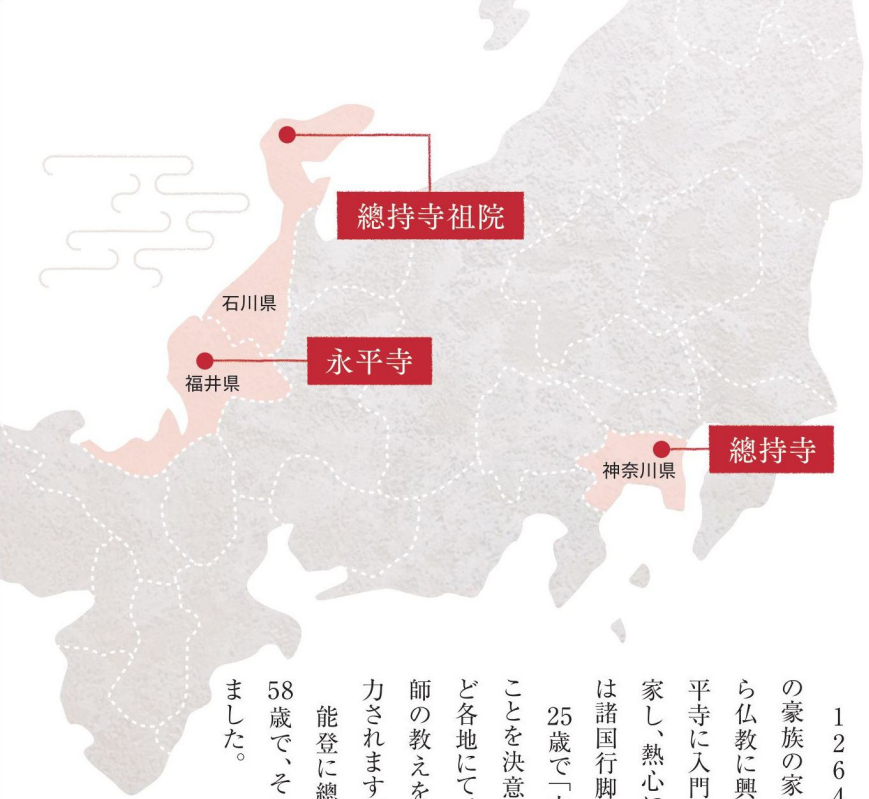 總持寺祖院
石川県
永平寺
福井県
總持寺
神奈川県
1264
の豪族の家
ら仏教に興
平寺に入門
家し、熱心に
は諸国行脚
25歳で「
ことを決意
ど各地にて
師の教えを
力されます
能登に總
58歳で、そ
ました。